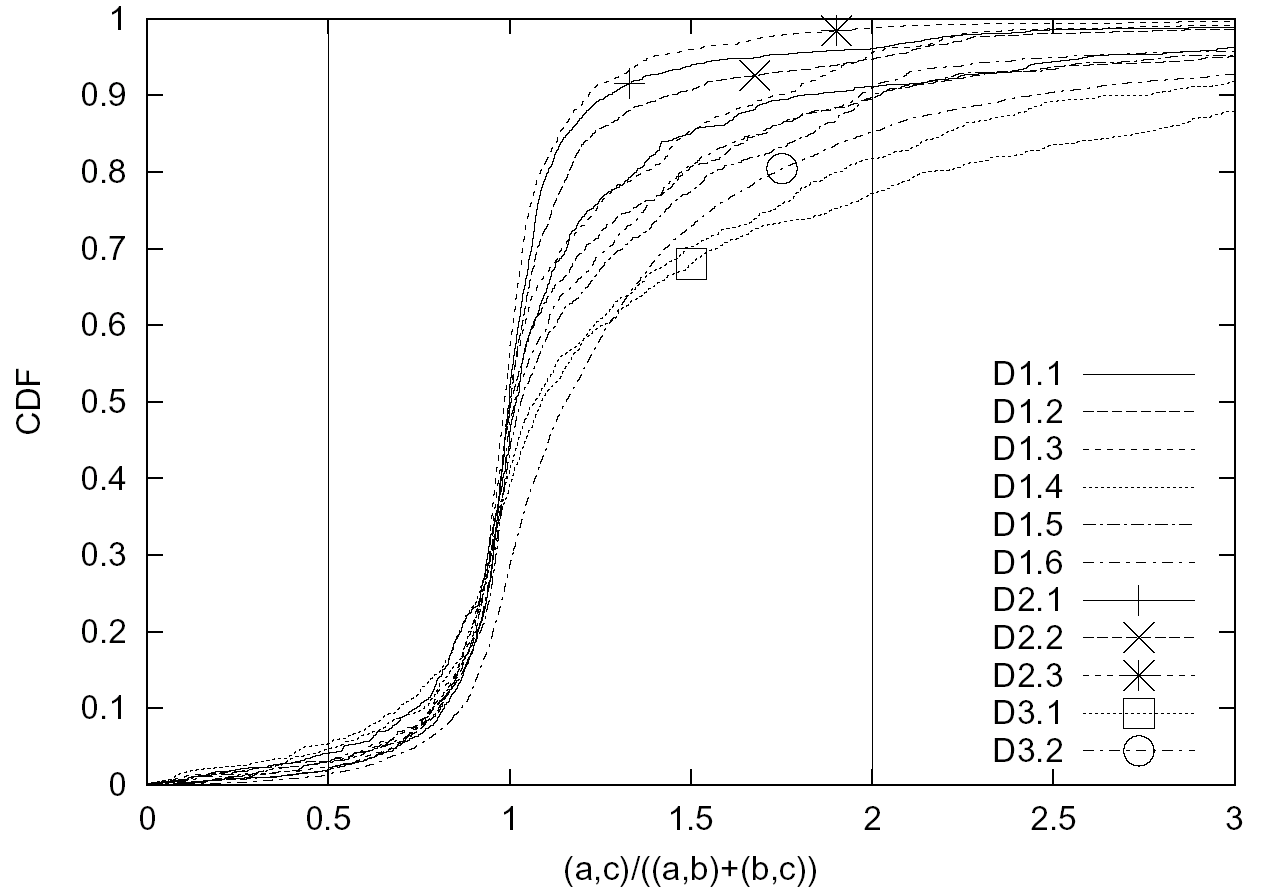 1
0.9
0.8
0.7
0.6
0.5
0.4
0.3
0.2
0.1
0
CDF
0 0.5 1 1.5 2 2.5 3
(a,c)/((a,b)+(b,c))
D1.1
D1.2
D1.3
D1.4
D1.5
D1.6
D2.1
D2.2
D2.3
D3.1
D3.2